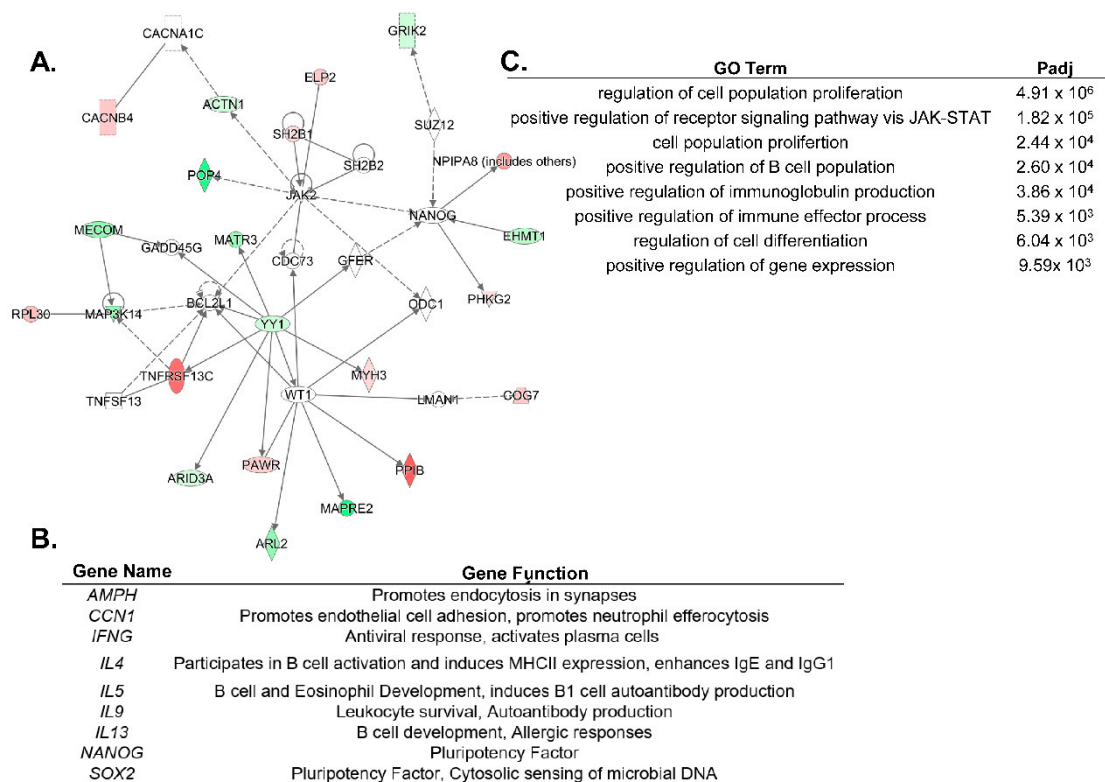 A.
CACNA1C
GRIK2
C.
GO Term Padj
regulation of cell population proliferation 4.91 x 10⁶
positive regulation of receptor signaling pathway vis JAK-STAT 1.82 x 10⁵
cell population prolifertion 2.44 x 10⁴
positive regulation of B cell population 2.60 x 10⁴
positive regulation of immunoglobulin production 3.86 x 10⁴
positive regulation of immune effector process 5.39 x 10³
regulation of cell differentiation 6.04 x 10³
positive regulation of gene expression 9.59x 10³
ELP2
ACTN1
CACNB4
SH2B1
SUZ12
SH2B2
NPIPA8 (includes others)
POP4
JAK2
NANOG
MECOM
MATR3
EHMT1
GADD45G
CDC73
GFER
BCL2L1
ODC1
PHKG2
RPL30
MAP3K14
YY1
TNFRSF13C
MYH3
TNFSF13
WT1
LMAN1
COG7
PAWR
PPIB
ARID3A
MAPRE2
ARL2
B.
Gene Name Gene Function
AMPH Promotes endocytosis in synapses
CCN1 Promotes endothelial cell adhesion, promotes neutrophil efferocytosis
IFNG Antiviral response, activates plasma cells
IL4 Participates in B cell activation and induces MHCII expression, enhances IgE and IgG1
IL5 B cell and Eosinophil Development, induces B1 cell autoantibody production
IL9 Leukocyte survival, Autoantibody production
IL13 B cell development, Allergic responses
NANOG Pluripotency Factor
SOX2 Pluripotency Factor, Cytosolic sensing of microbial DNA